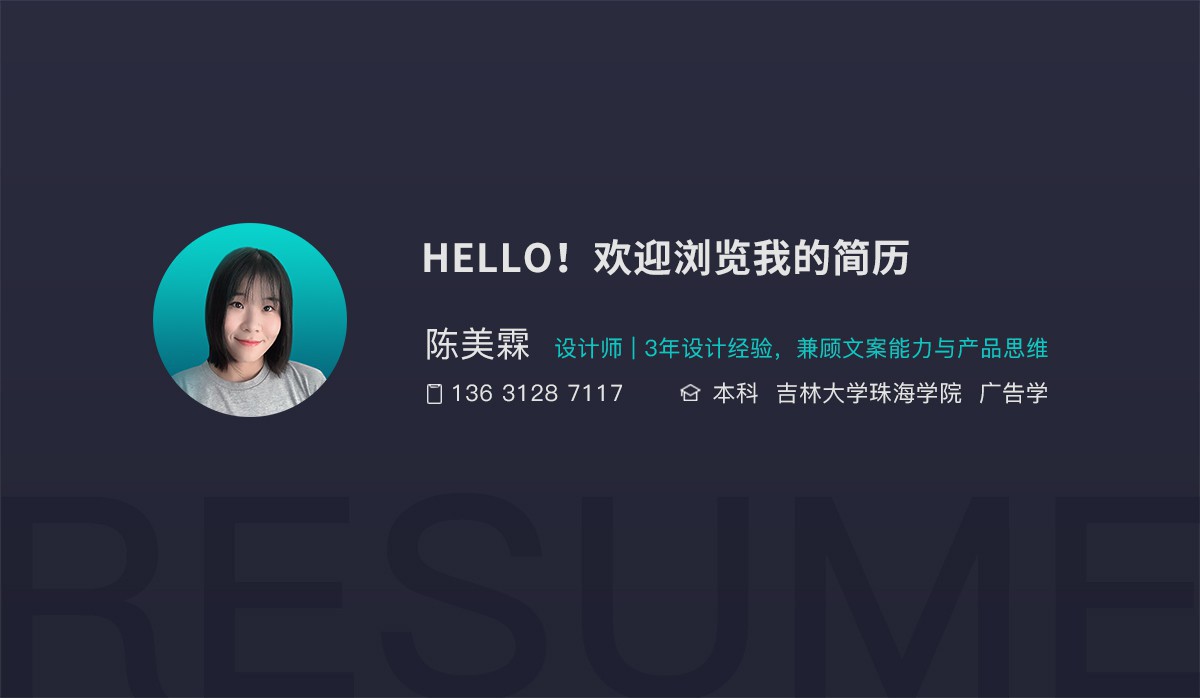 HELLO！欢迎浏览我的简历
陈美霖 设计师 | 3年设计经验，兼顾文案能力与产品思维
136 3128 7117 本科 吉林大学珠海学院 广告学
RESUME